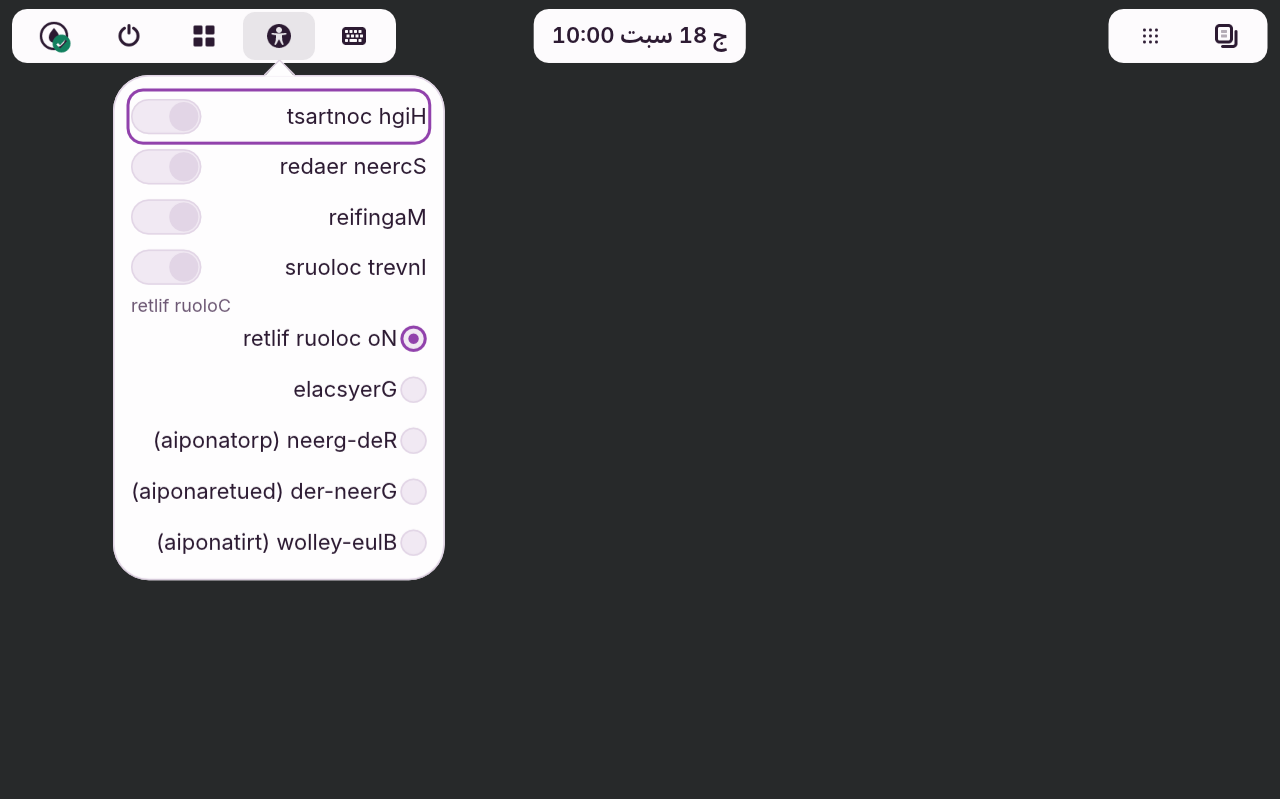 ج 18 سبت 10:00
tsartnoc hgiH
redaer neercS
reifingaM
sruoloc trevnI
retlif ruoloC
retlif ruoloc oN
elacsyerG
(aiponatorp) neerg-deR
(aiponaretued) der-neerG
(aiponatirt) wolley-eulB